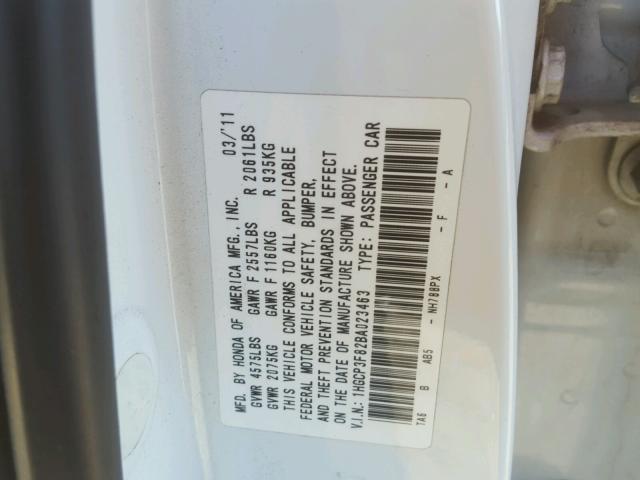 MFD. BY HONDA OF AMERICA MFG., INC. 03/'11
GVWR 4575LBS GAWR F 2557LBS R 2061LBS
GVWR 2075KG GAWR F 1160KG R 935KG
THIS VEHICLE CONFORMS TO ALL APPLICABLE
FEDERAL MOTOR VEHICLE SAFETY, BUMPER,
AND THEFT PREVENTION STANDARDS IN EFFECT
ON THE DATE OF MANUFACTURE SHOWN ABOVE.
V.I.N.: 1HGCP3F82BA023463 TYPE: PASSENGER CAR
TA6 B AB5 - NH788PX - F - A